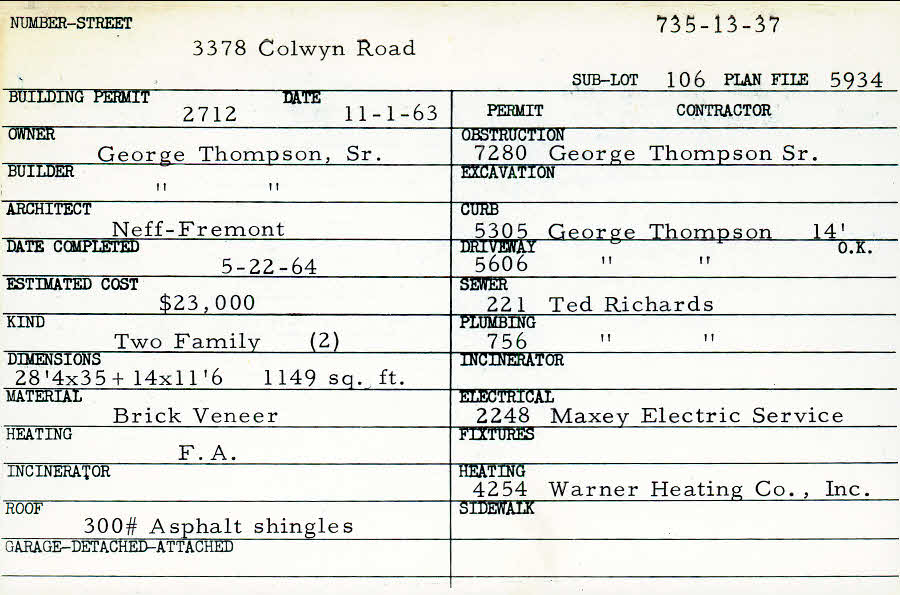 NUMBER-STREET 735-13-37
3378 Colwyn Road
SUB-LOT 106 PLAN FILE 5934
BUILDING PERMIT DATE
2712 11-1-63
OWNER
George Thompson, Sr.
BUILDER
" "
ARCHITECT
Neff-Fremont
DATE COMPLETED
5-22-64
ESTIMATED COST
$23,000
KIND
Two Family (2)
DIMENSIONS
28'4x35+14x11'6 1149 sq. ft.
MATERIAL
Brick Veneer
HEATING
F.A.
INCINERATOR
ROOF
300# Asphalt shingles
GARAGE-DETACHED-ATTACHED
PERMIT CONTRACTOR
OBSTRUCTION
7280 George Thompson Sr.
EXCAVATION
CURB
5305 George Thompson 14'
DRIVEWAY O.K.
5606 " "
SEWER
221 Ted Richards
PLUMBING
756 " "
INCINERATOR
ELECTRICAL
2248 Maxey Electric Service
FIXTURES
HEATING
4254 Warner Heating Co., Inc.
SIDEWALK